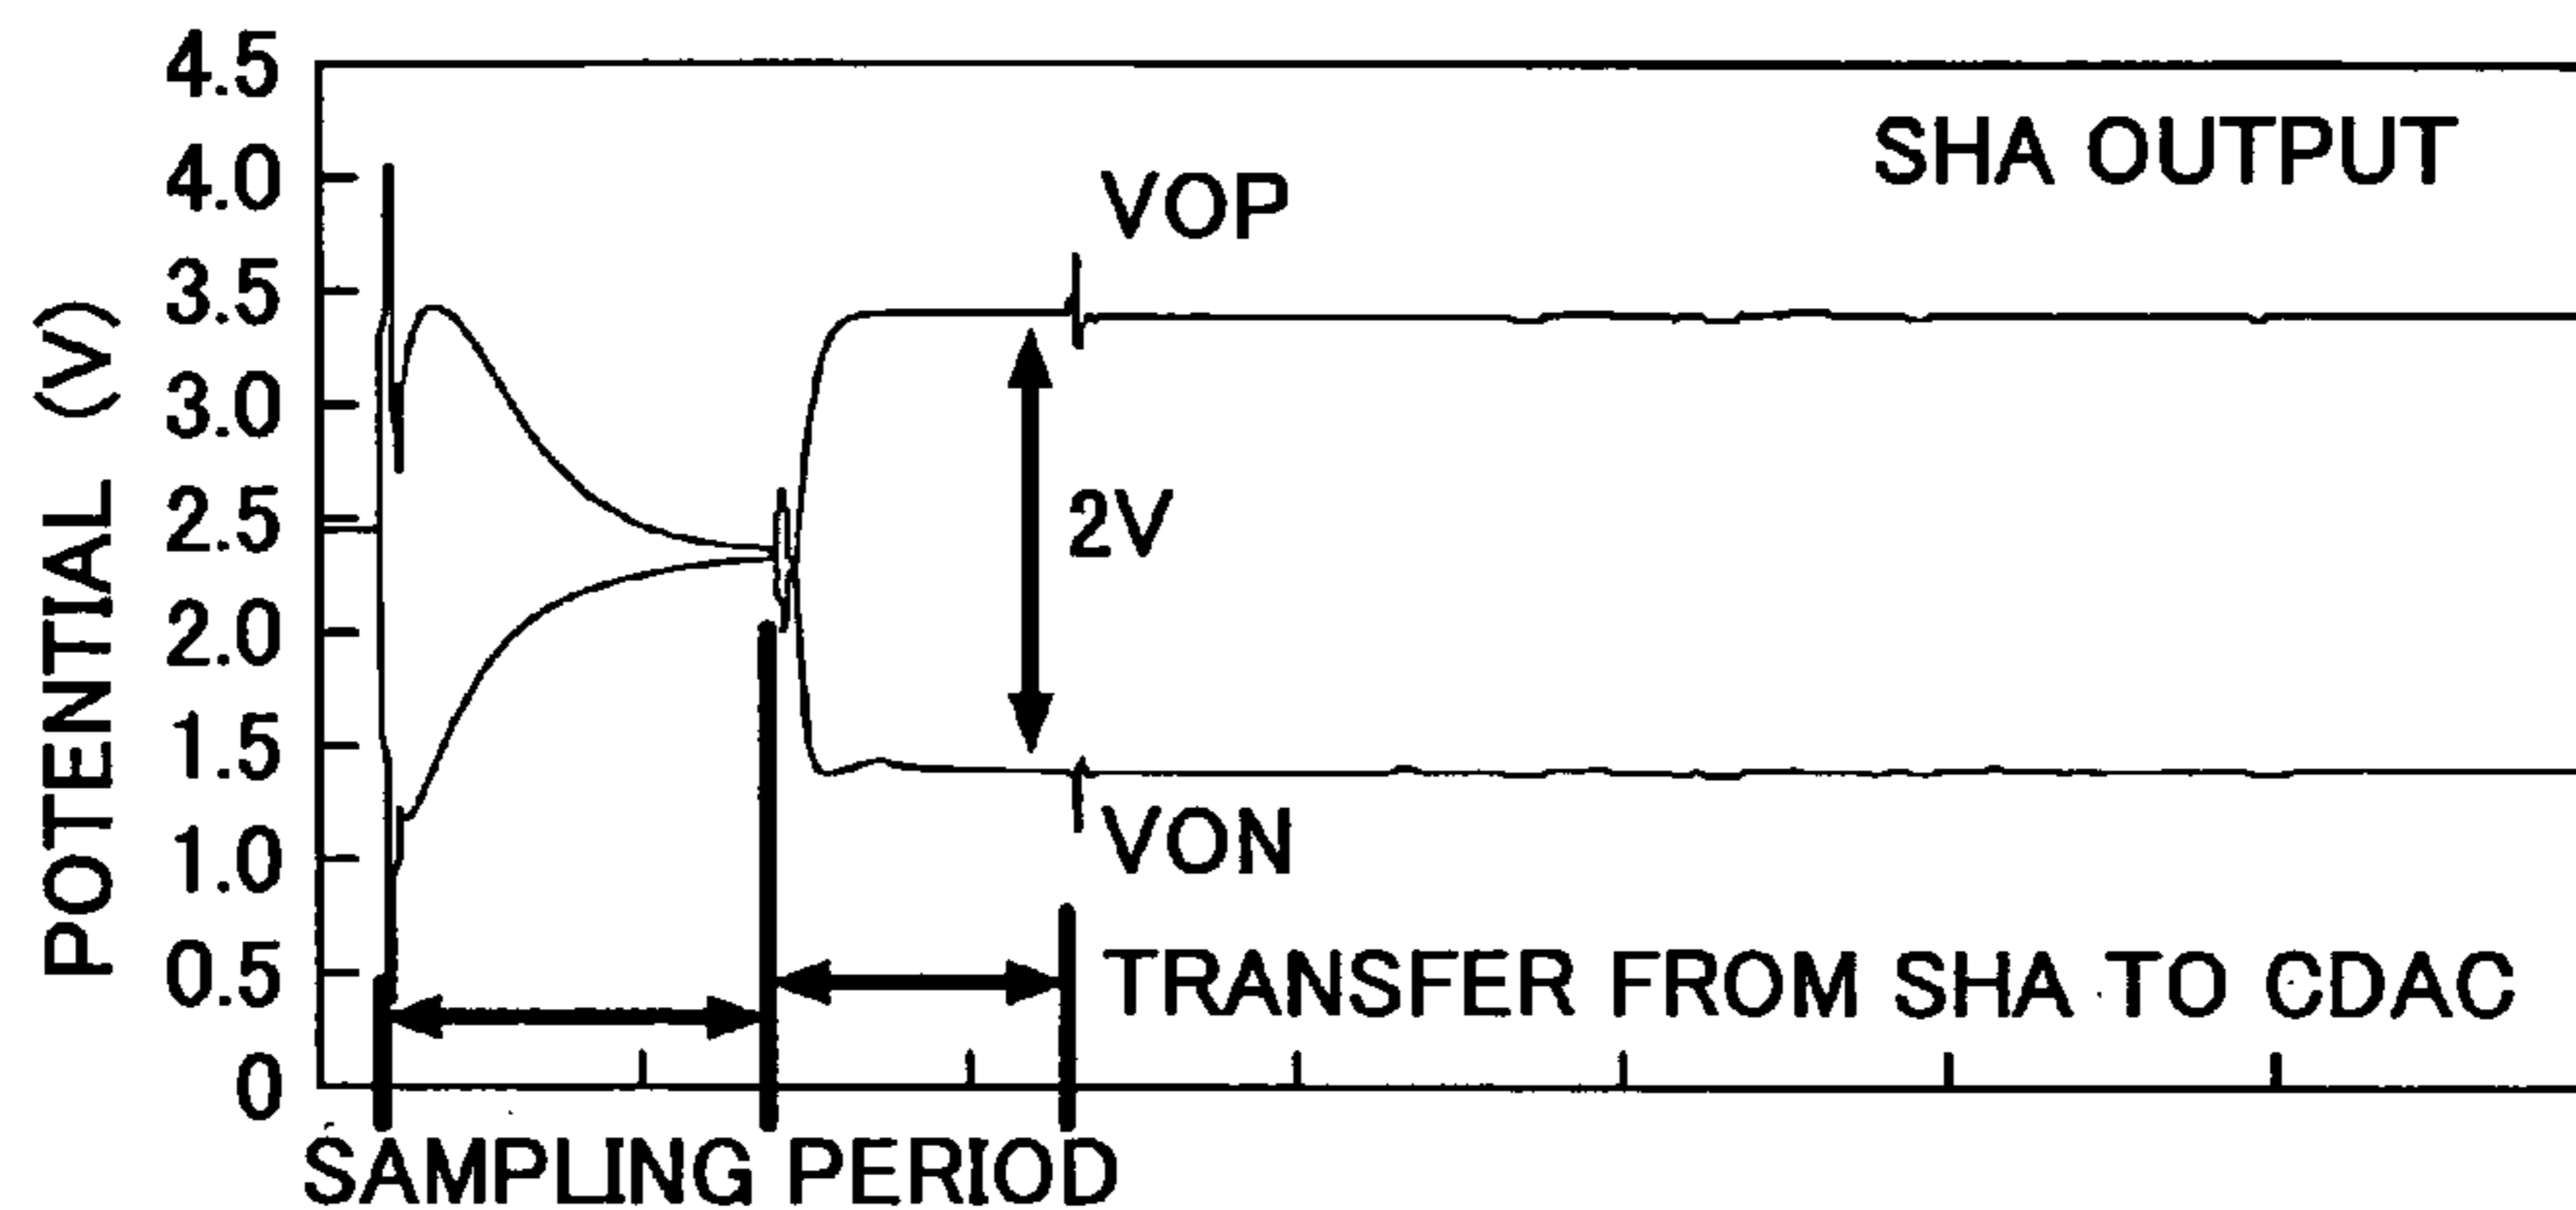 4.5
4.0
3.5
3.0
2.5
2.0
1.5
1.0
0.5
0
POTENTIAL (V)
SHA OUTPUT
VOP
2V
VON
TRANSFER FROM SHA TO CDAC
SAMPLING PERIOD